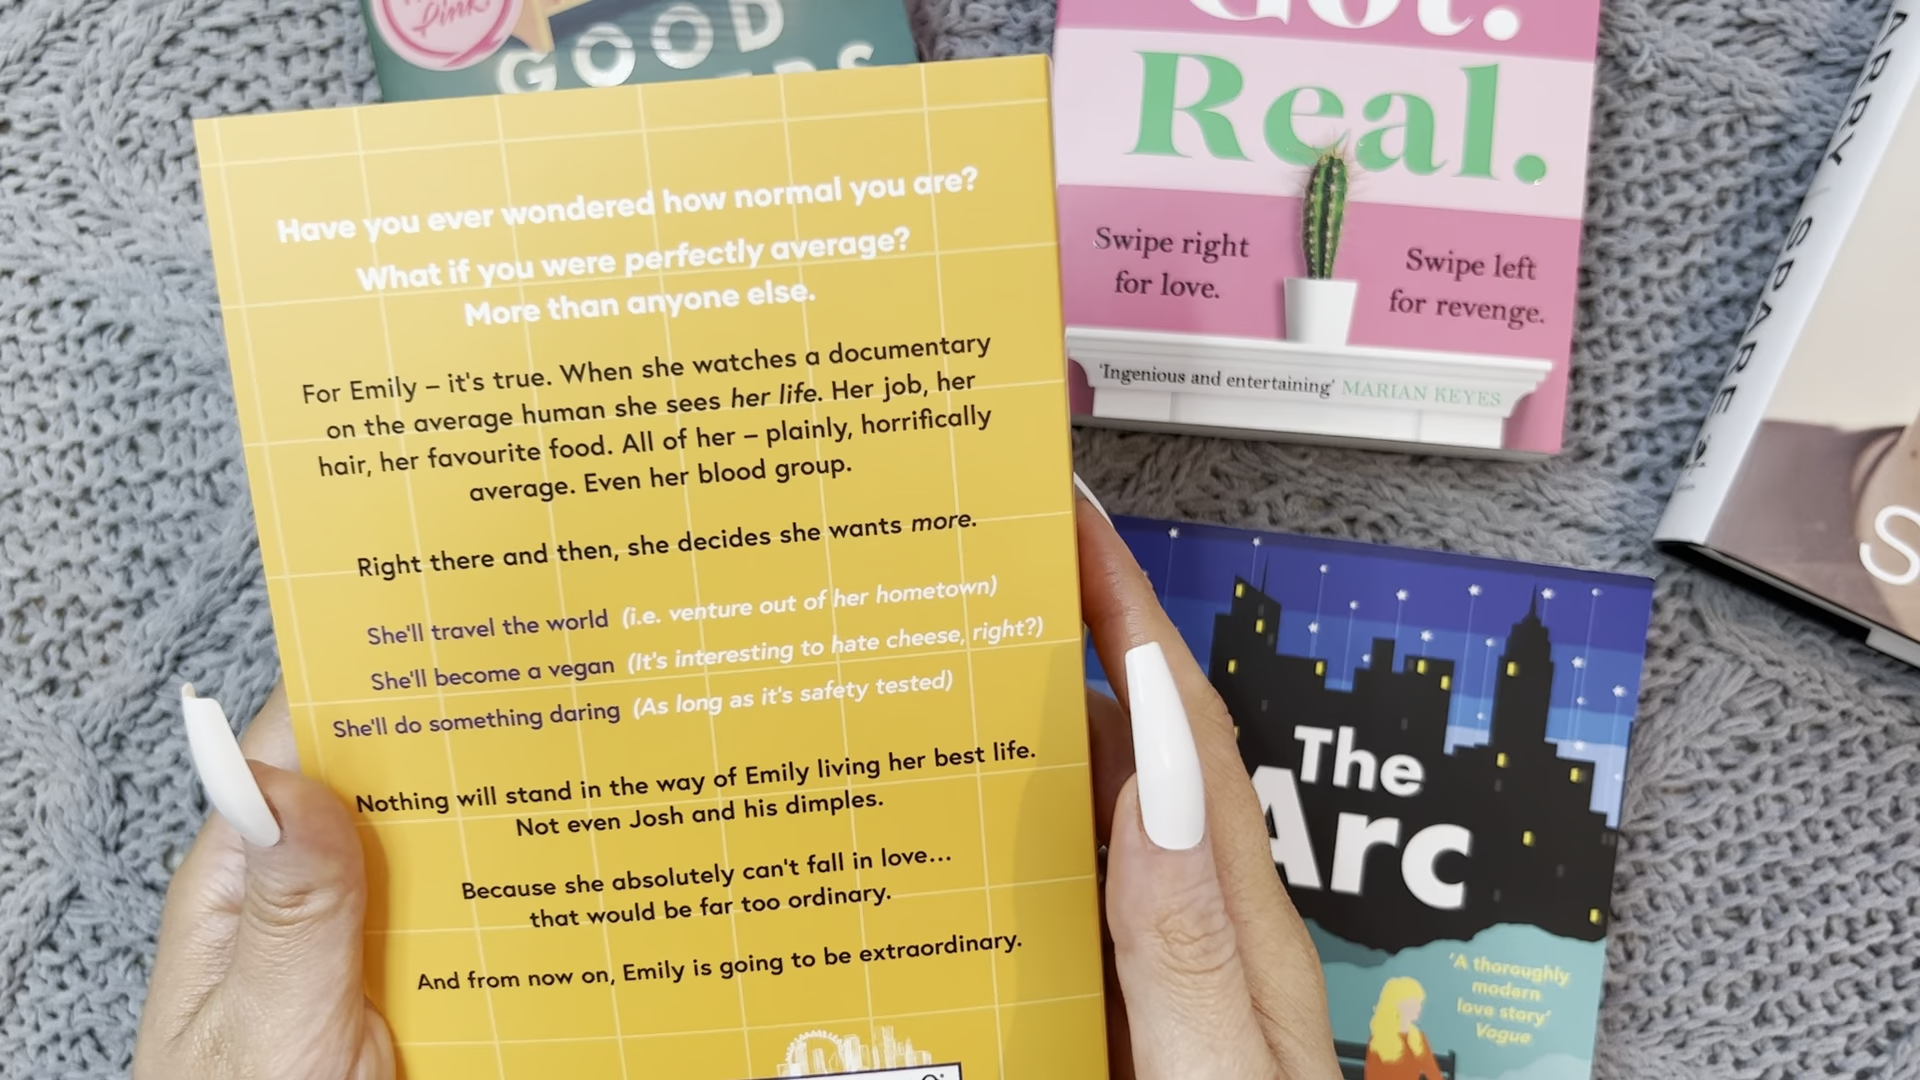 Pink.
GOOD
Have you ever wondered how normal you are?
What if you were perfectly average?
More than anyone else.
For Emily – it's true. When she watches a documentary
on the average human she sees her life. Her job, her
hair, her favourite food. All of her – plainly, horrifically
average. Even her blood group.
Right there and then, she decides she wants more.
She'll travel the world (i.e. venture out of her hometown)
She'll become a vegan (It's interesting to hate cheese, right?)
She'll do something daring (As long as it's safety tested)
Nothing will stand in the way of Emily living her best life.
Not even Josh and his dimples.
Because she absolutely can't fall in love...
that would be far too ordinary.
And from now on, Emily is going to be extraordinary.
Got.
Real.
Swipe right
for love.
Swipe left
for revenge.
'Ingenious and entertaining' MARIAN KEYES
The
Arc
'A thoroughly
modern
love story'
Vogue
ARRY SPARE
S